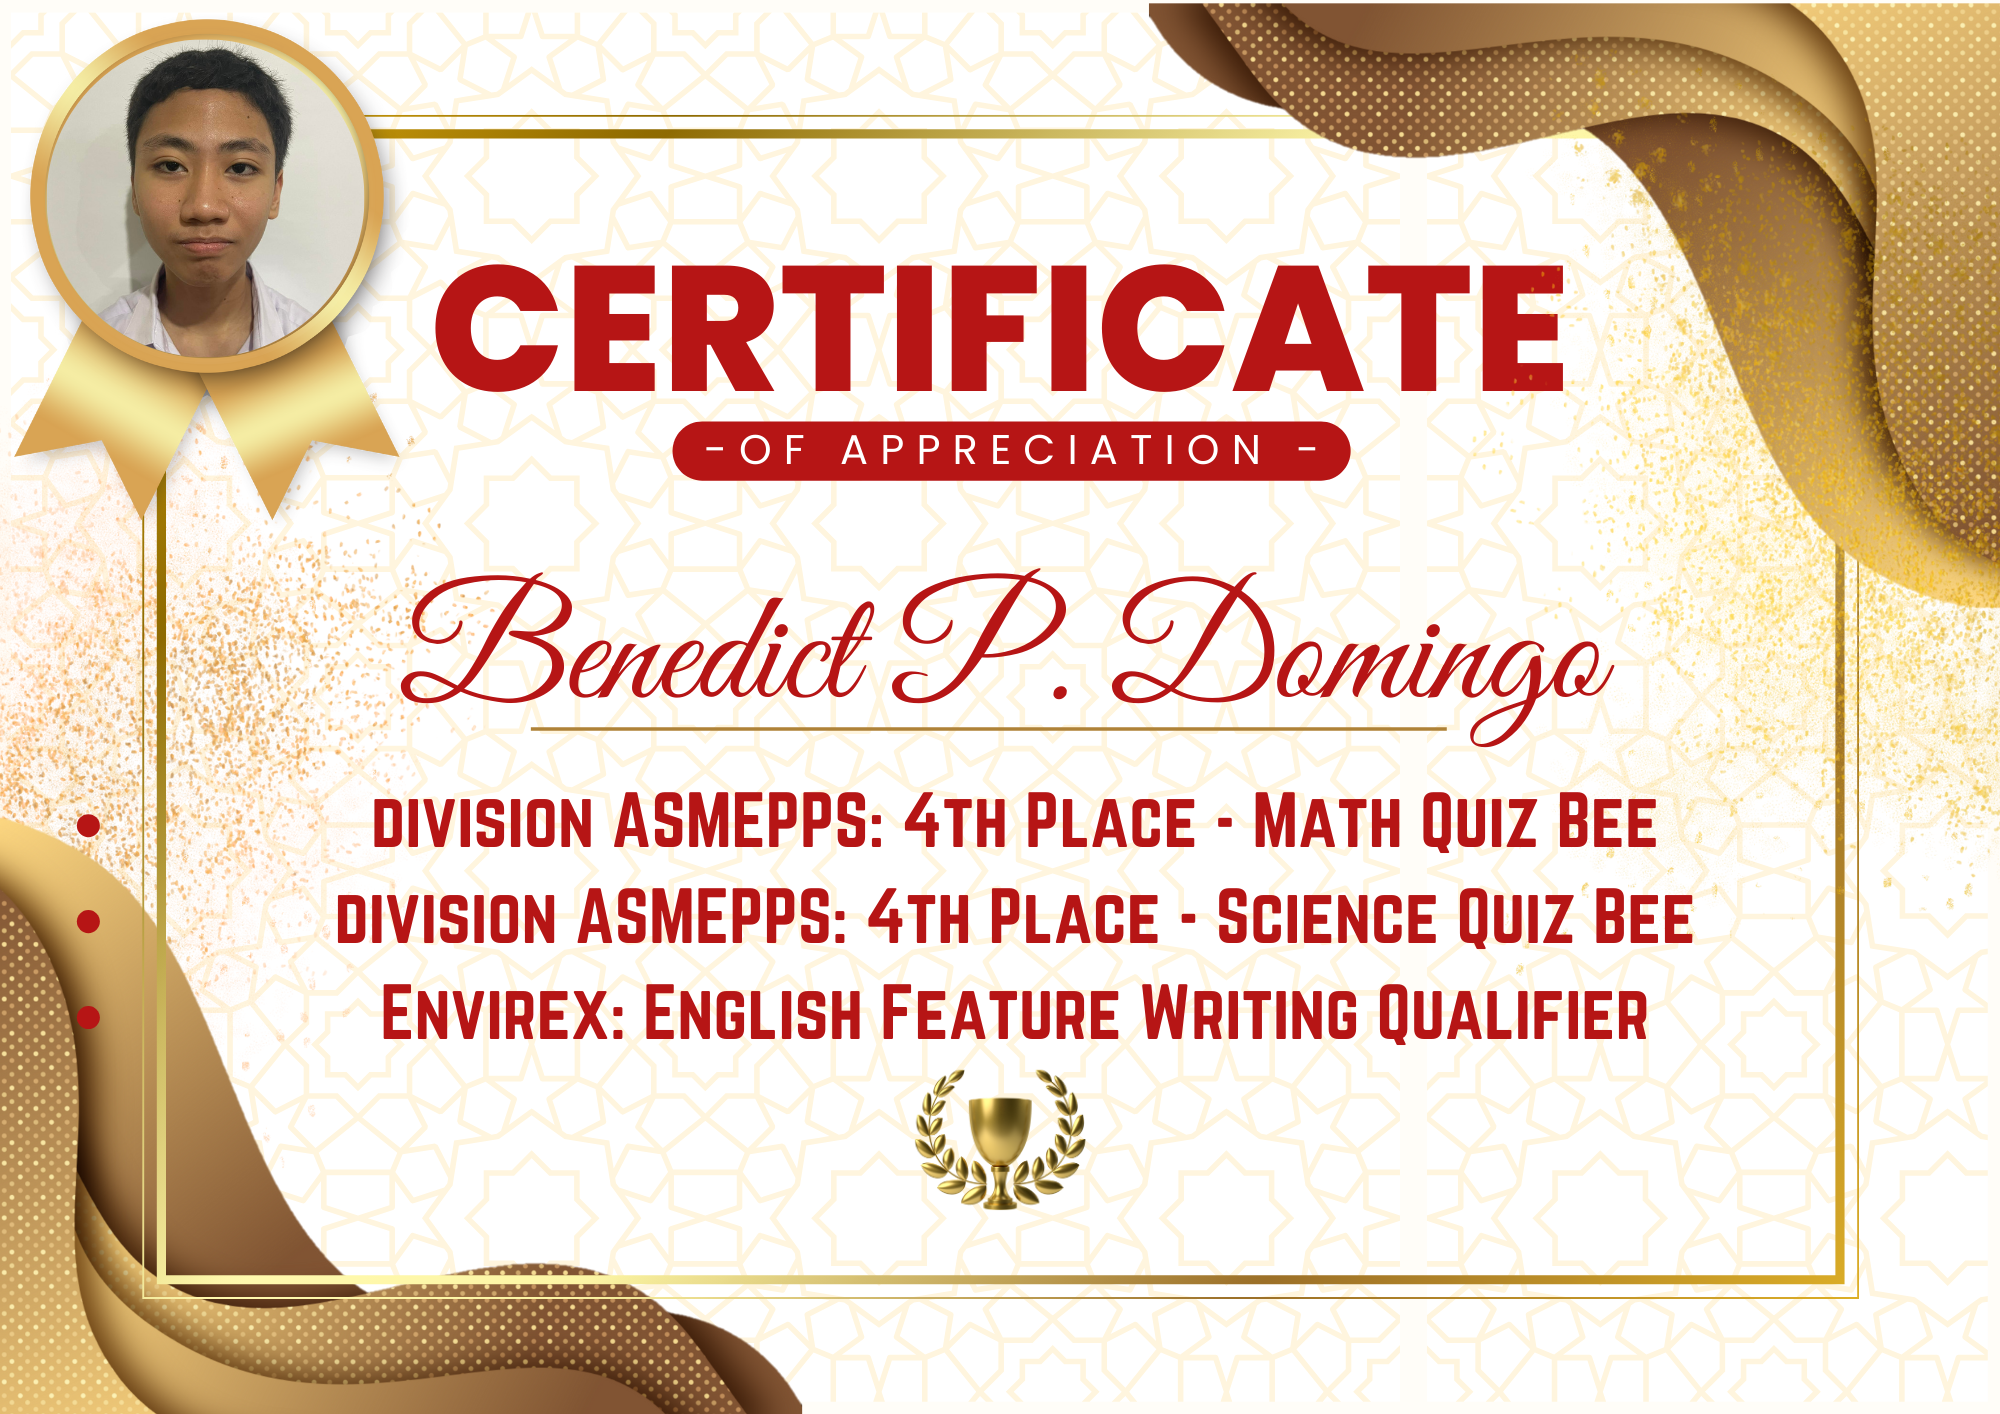 CERTIFICATE
-OF APPRECIATION -
Benedict P. Domingo
• division ASMEPPS: 4th Place - Math Quiz Bee
• division ASMEPPS: 4th Place - Science Quiz Bee
• Envirex: English Feature Writing Qualifier